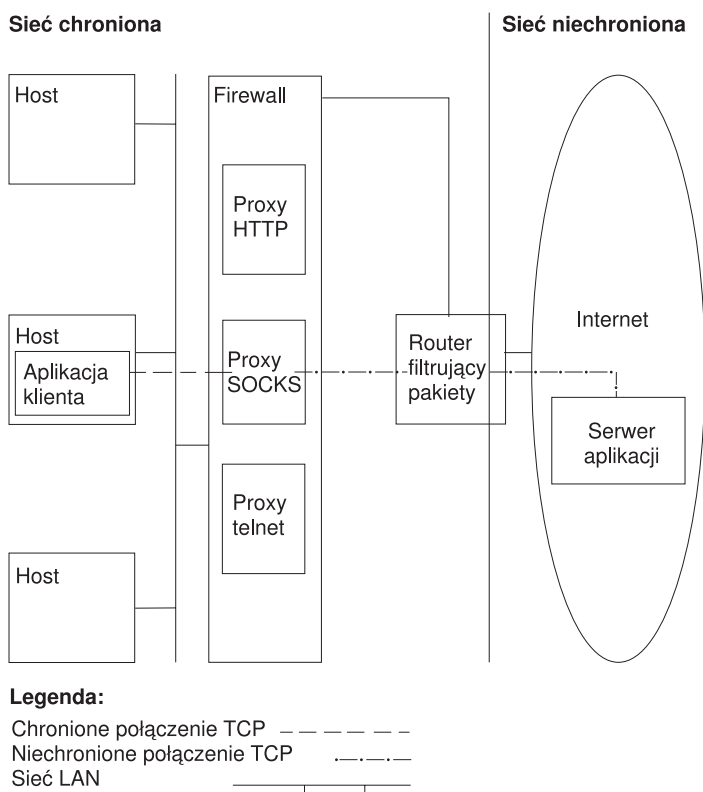 Sieć chroniona
Sieć niechroniona
Host
Firewall
Proxy
HTTP
Host
Aplikacja
klienta
Proxy
SOCKS
Router
filtrujący
pakiety
Internet
Serwer
aplikacji
Proxy
telnet
Host
Legenda:
Chronione połączenie TCP
Niechronione połączenie TCP
Sieć LAN